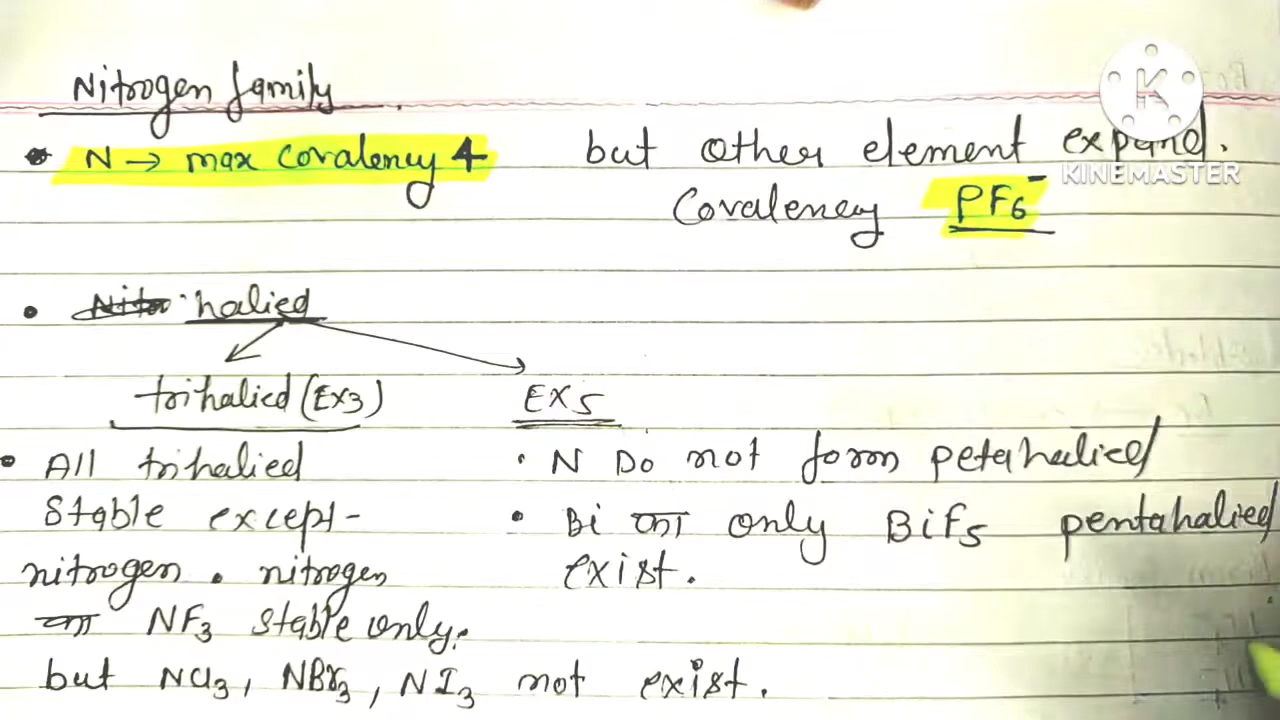 Nitrogen family
• N → max covalency 4 but other element expand.
Covalency PF6-
KINEMASTER
• Nitro halied
trihalied (EX3) EX5
• All trihalied
Stable except-
nitrogen. nitrogen
का NF3 stable only.
but NCl3, NBr3, NI3 not exist.
• N Do not form petahalied
• Bi का only BiF5 pentahalied
exist.